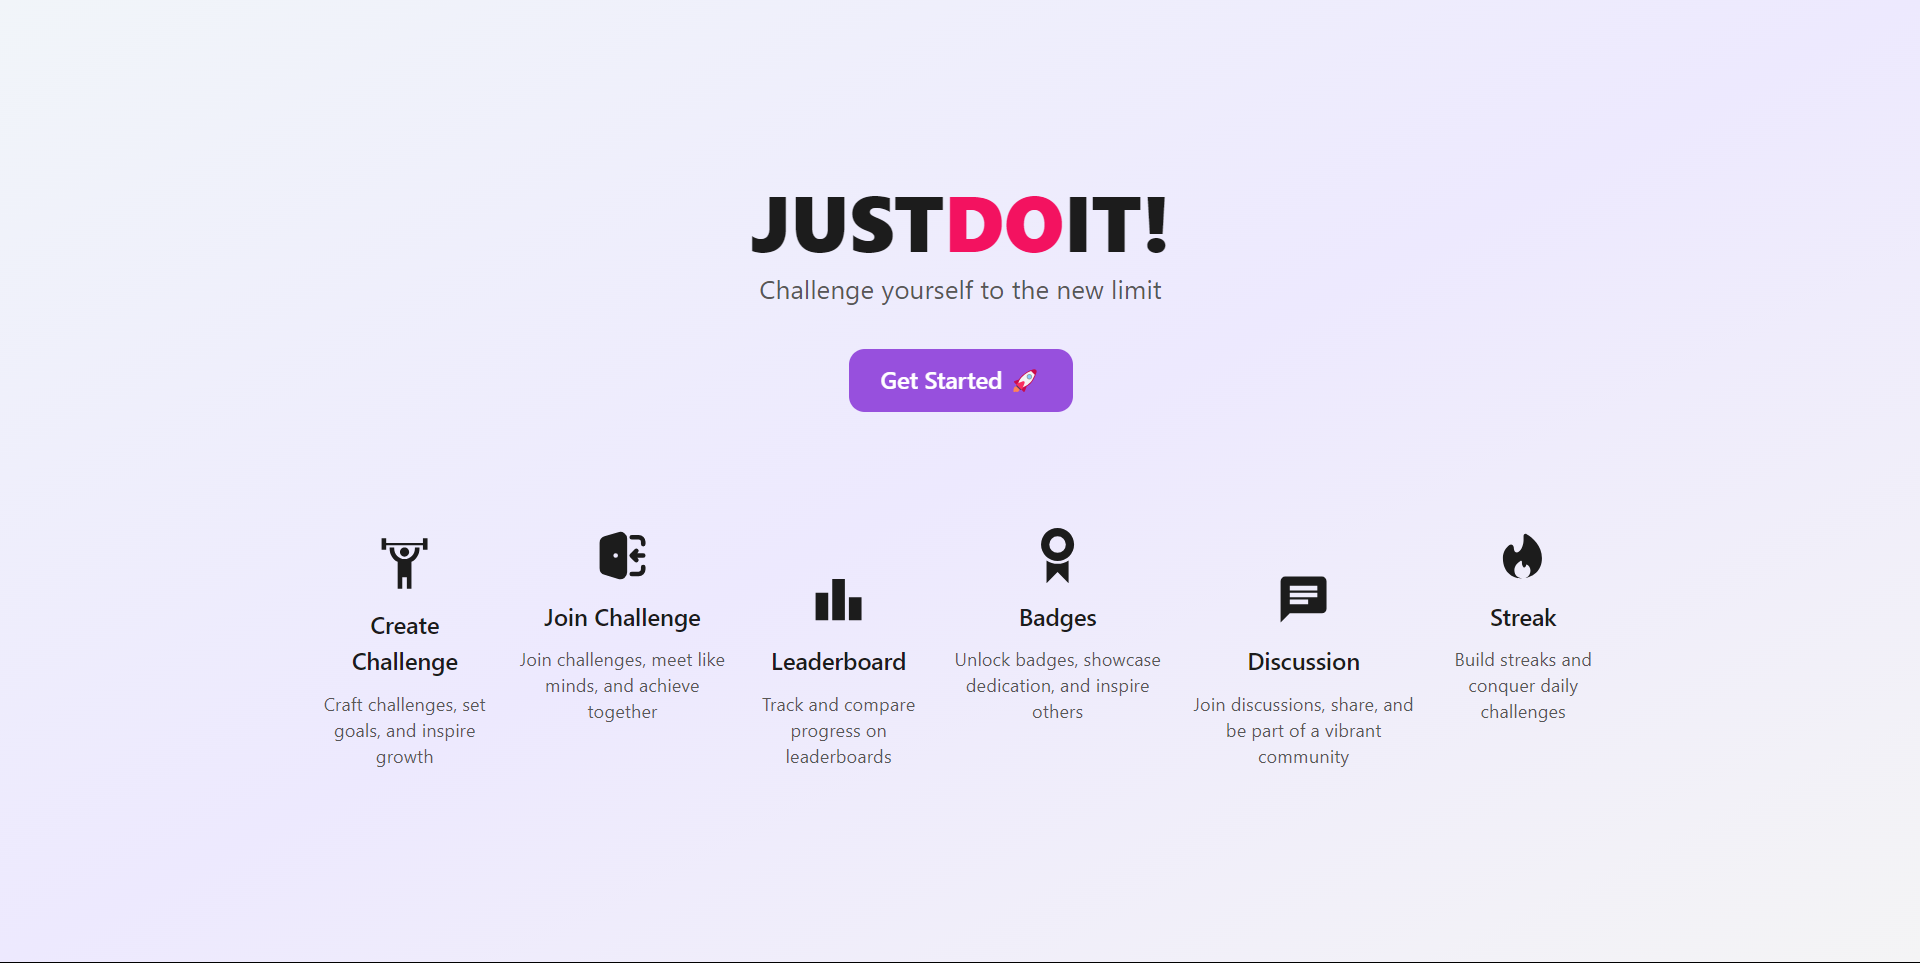 JUSTDOIT!
Challenge yourself to the new limit
Get Started 🚀
Create
Challenge
Craft challenges, set
goals, and inspire
growth
Join Challenge
Join challenges, meet like
minds, and achieve
together
Leaderboard
Track and compare
progress on
leaderboards
Badges
Unlock badges, showcase
dedication, and inspire
others
Discussion
Join discussions, share, and
be part of a vibrant
community
Streak
Build streaks and
conquer daily
challenges